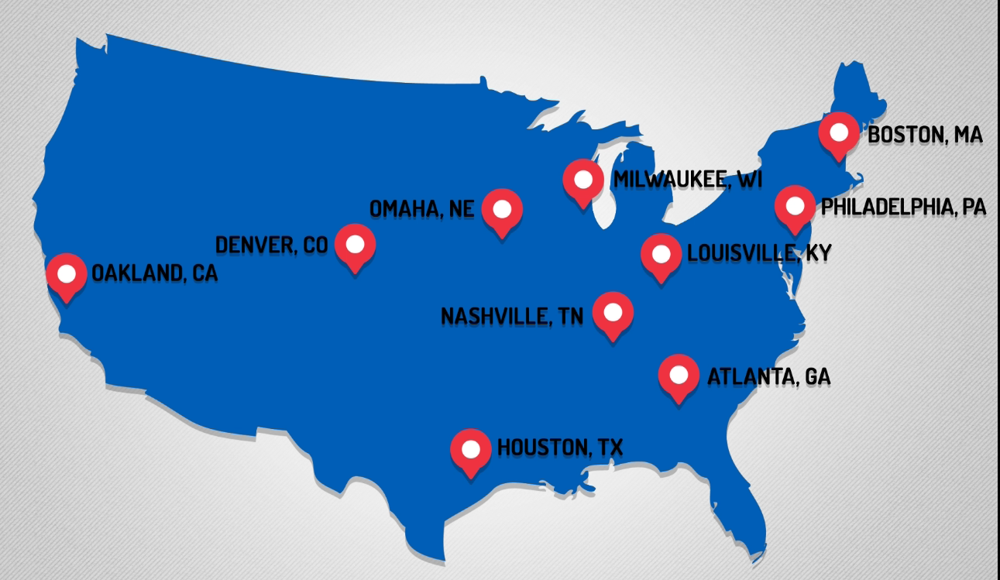 BOSTON, MA
MILWAUKEE, WI
OMAHA, NE
PHILADELPHIA, PA
DENVER, CO
LOUISVILLE, KY
OAKLAND, CA
NASHVILLE, TN
ATLANTA, GA
HOUSTON, TX